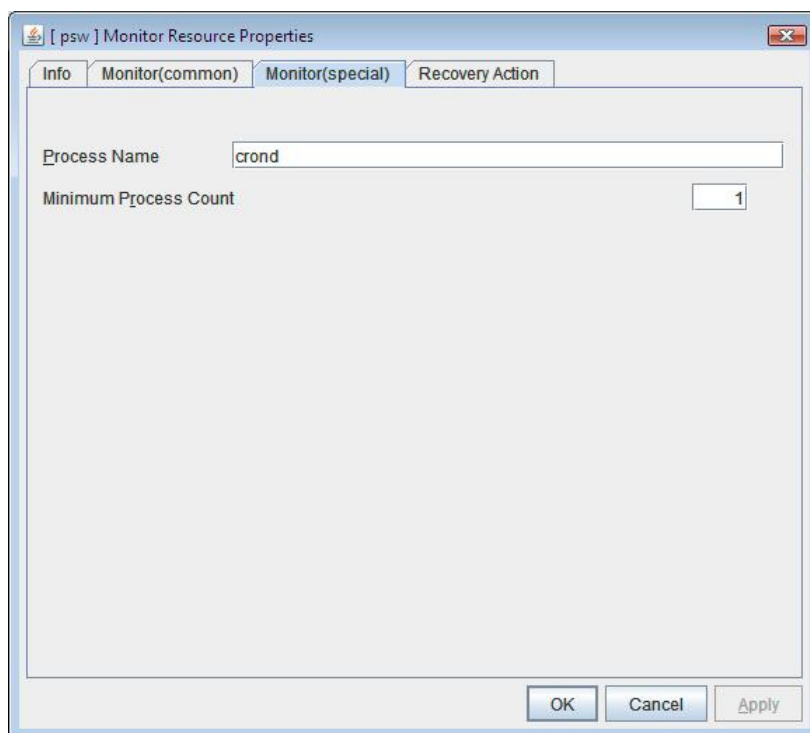 [ psw ] Monitor Resource Properties
Info Monitor(common) Monitor(special) Recovery Action
Process Name crond
Minimum Process Count 1
OK Cancel Apply